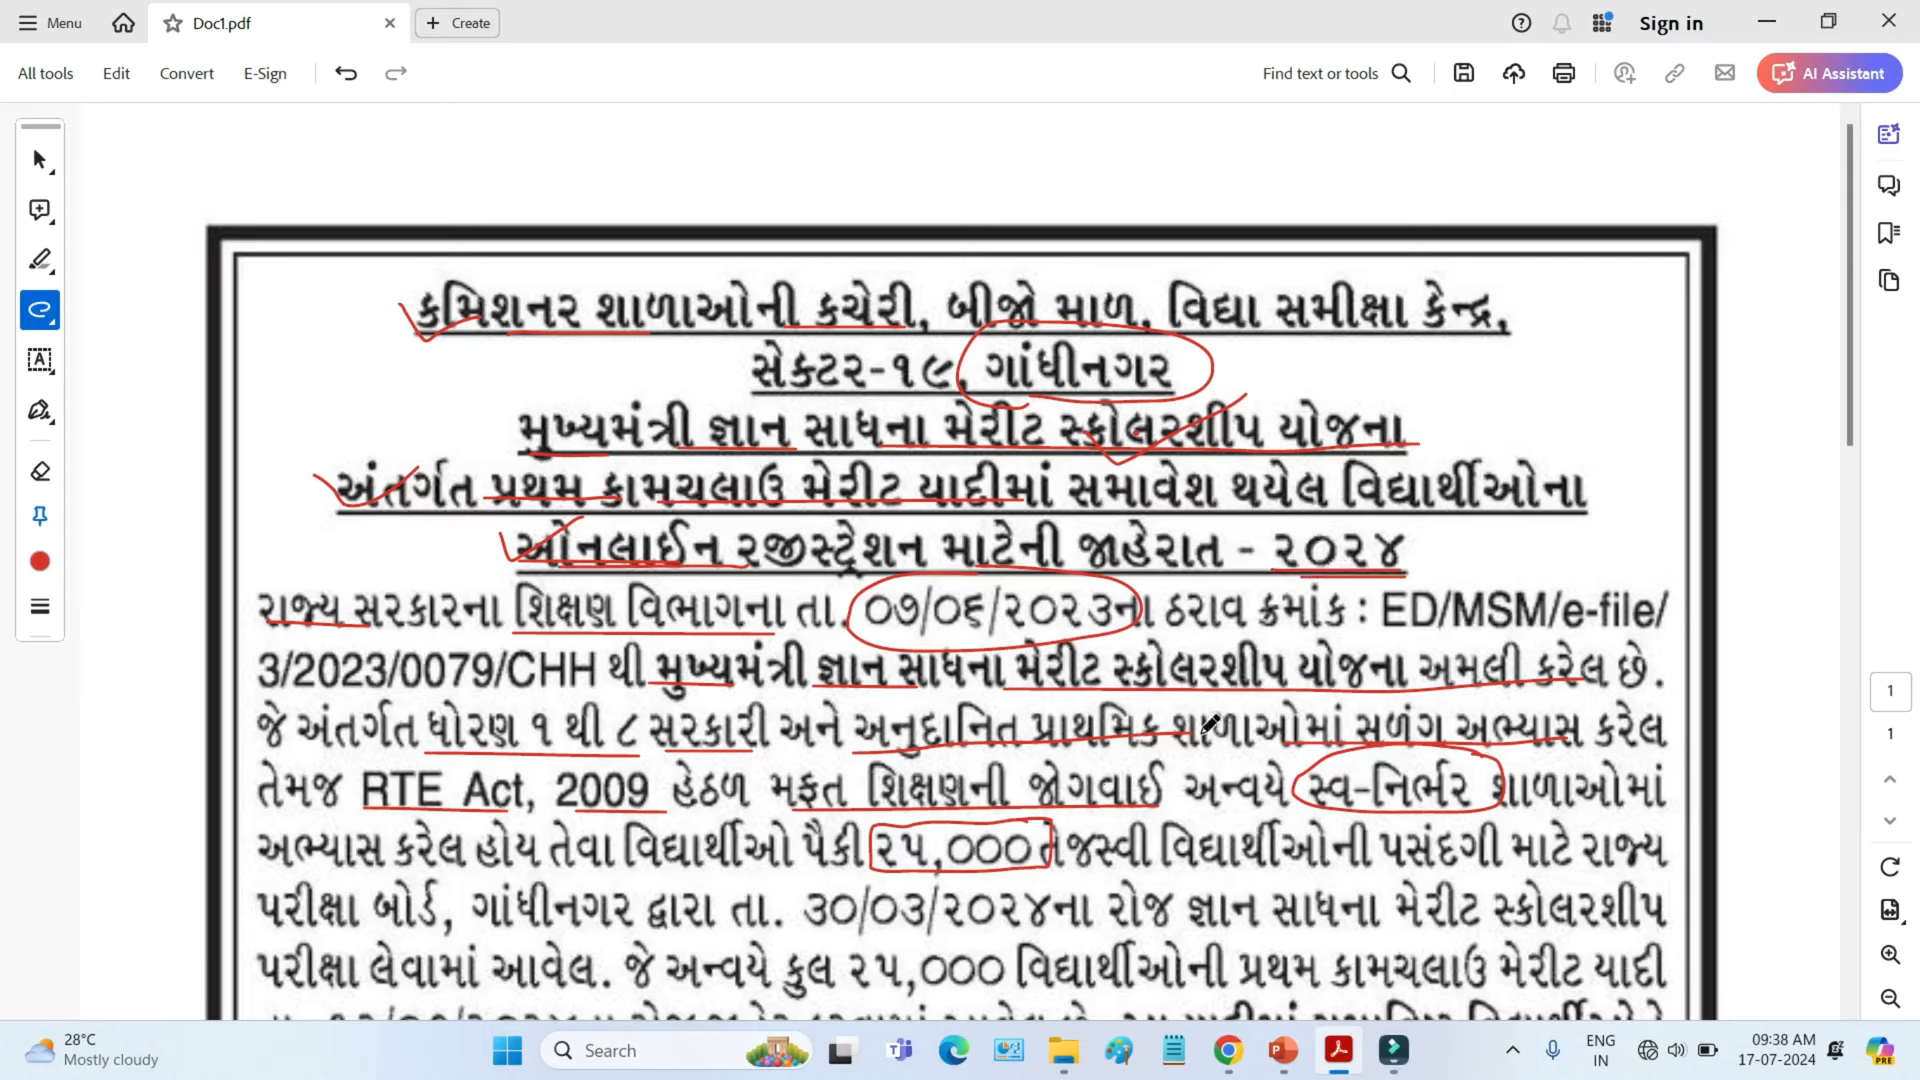 Menu
Doc1.pdf
Create
Sign in
All tools
Edit
Convert
E-Sign
Find text or tools
AI Assistant
કમિશનર શાળાઓની કચેરી, બીજો માળ, વિદ્યા સમીક્ષા કેન્દ્ર,
સેક્ટર-૧૯, ગાંધીનગર
મુખ્યમંત્રી જ્ઞાન સાધના મેરીટ સ્કોલરશીપ યોજના
અંતર્ગત પ્રથમ કામચલાઉ મેરીટ યાદીમાં સમાવેશ થયેલ વિદ્યાર્થીઓના
ઓનલાઈન રજીસ્ટ્રેશન માટેની જાહેરાત - ૨૦૨૪
રાજ્ય સરકારના શિક્ષણ વિભાગના તા. ૦૭/૦૬/૨૦૨૩ના ઠરાવ ક્રમાંક : ED/MSM/e-file/
3/2023/0079/CHH થી મુખ્યમંત્રી જ્ઞાન સાધના મેરીટ સ્કોલરશીપ યોજના અમલી કરેલ છે.
જે અંતર્ગત ધોરણ ૧ થી ૮ સરકારી અને અનુદાનિત પ્રાથમિક શાળાઓમાં સળંગ અભ્યાસ કરેલ
તેમજ RTE Act, 2009 હેઠળ મફત શિક્ષણની જોગવાઈ અન્વયે સ્વ-નિર્ભર શાળાઓમાં
અભ્યાસ કરેલ હોય તેવા વિદ્યાર્થીઓ પૈકી ૨૫,૦૦૦ તેજસ્વી વિદ્યાર્થીઓની પસંદગી માટે રાજ્ય
પરીક્ષા બોર્ડ, ગાંધીનગર દ્વારા તા. ૩૦/૦૩/૨૦૨૪ના રોજ જ્ઞાન સાધના મેરીટ સ્કોલરશીપ
પરીક્ષા લેવામાં આવેલ. જે અન્વયે કુલ ૨૫,૦૦૦ વિદ્યાર્થીઓની પ્રથમ કામચલાઉ મેરીટ યાદી
1
1
28°C
Mostly cloudy
Search
ENG
IN
09:38 AM
17-07-2024
PRE